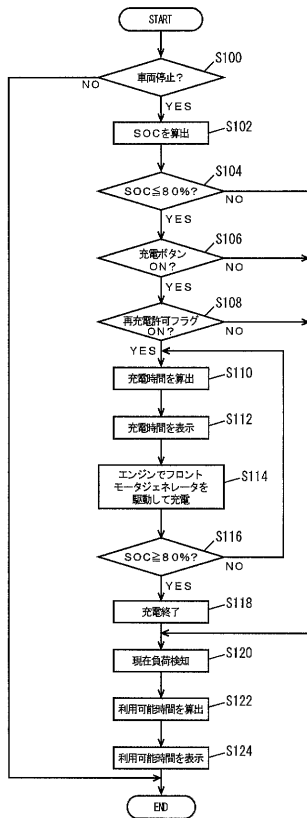 START
S100
車両停止?
NO
YES
S102
SOCを算出
S104
SOC≦80%?
NO
YES
S106
充電ボタン
ON?
NO
YES
S108
再充電許可フラグ
ON?
NO
YES
S110
充電時間を算出
S112
充電時間を表示
S114
エンジンでフロント
モータジェネレータを
駆動して充電
S116
SOC≧80%?
NO
YES
S118
充電終了
S120
現在負荷検知
S122
利用可能時間を算出
S124
利用可能時間を表示
END